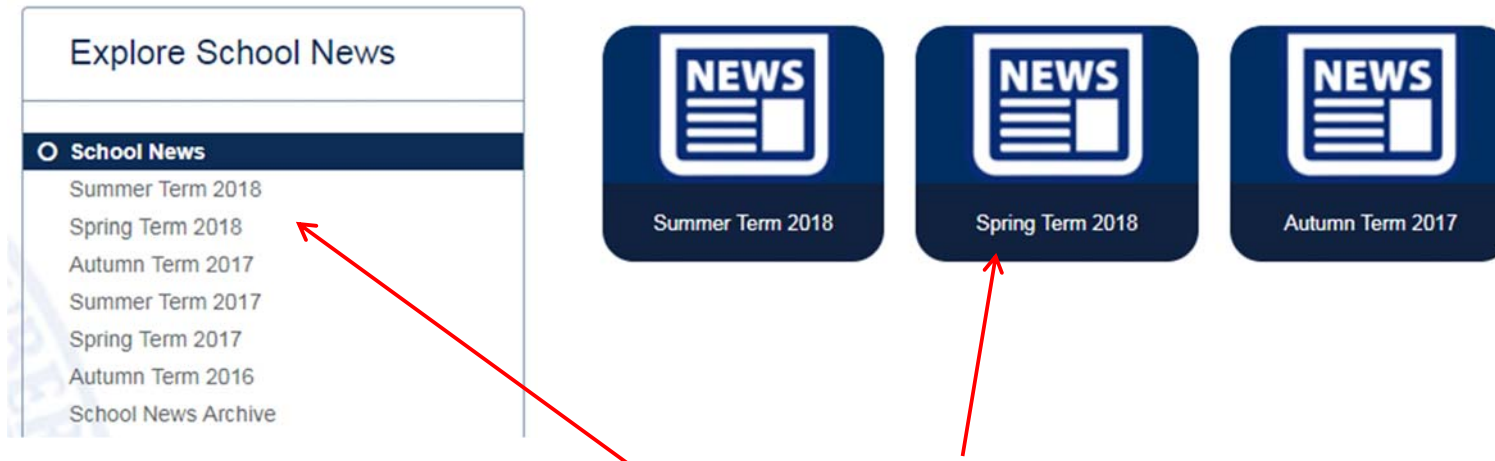 Explore School News
School News
Summer Term 2018
Spring Term 2018
Autumn Term 2017
Summer Term 2017
Spring Term 2017
Autumn Term 2016
School News Archive
NEWS
Summer Term 2018
NEWS
Spring Term 2018
NEWS
Autumn Term 2017